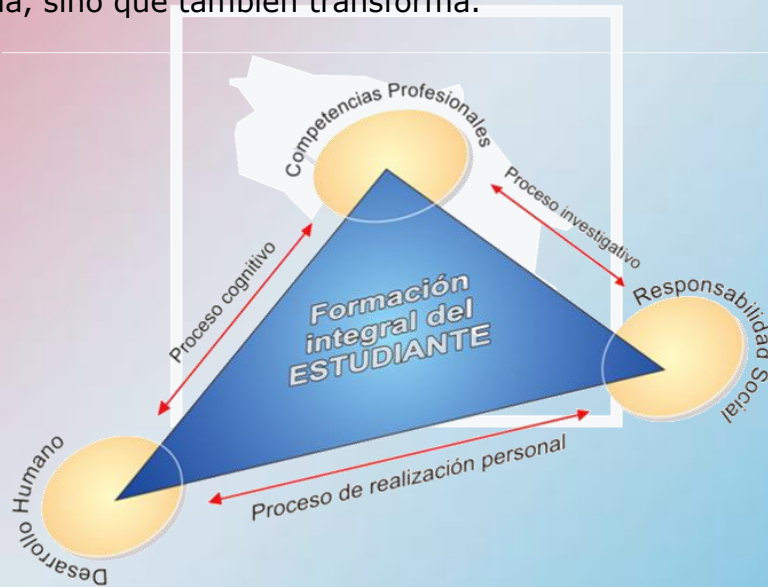 sino que también transforma.
Competencias Profesionales
Proceso investigativo
Proceso cognitivo
Responsabilidad Social
Formación
integral del
ESTUDIANTE
Proceso de realización personal
Desarrollo Humano